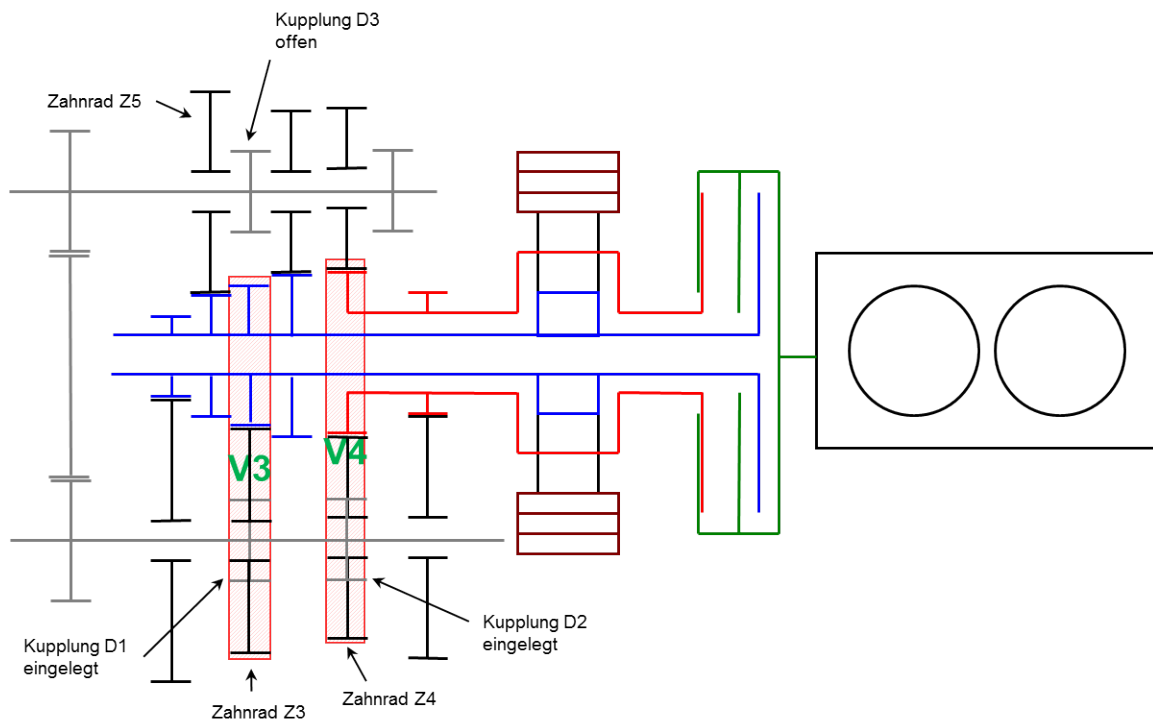 Kupplung D3
offen
Zahnrad Z5
V3
V4
Kupplung D1
eingelegt
Kupplung D2
eingelegt
Zahnrad Z3
Zahnrad Z4